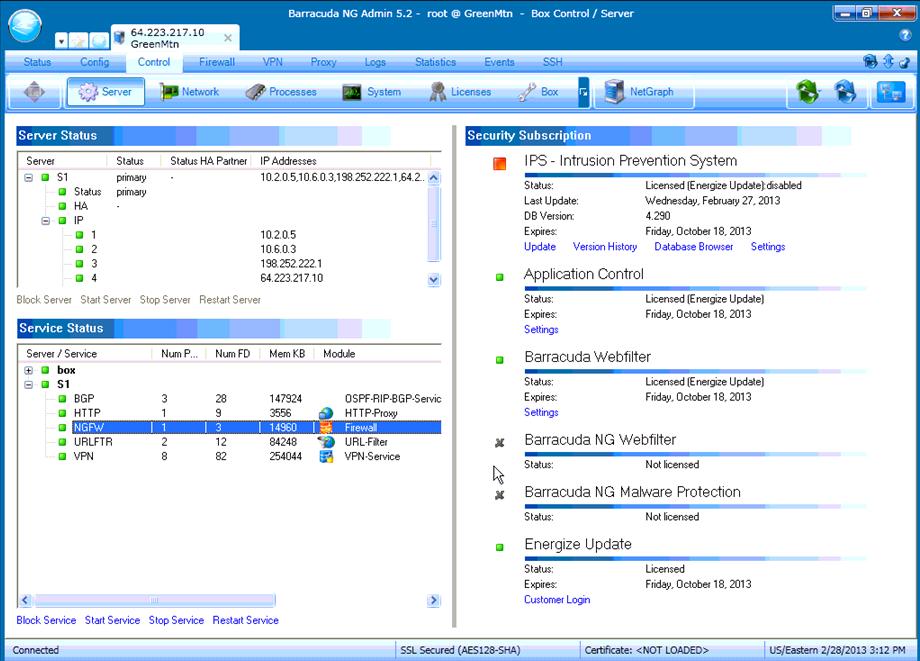 Barracuda NG Admin 5.2 - root @ GreenMtn - Box Control / Server
64.223.217.10
GreenMtn
Status Config Control Firewall VPN Proxy Logs Statistics Events SSH
Server Network Processes System Licenses Box NetGraph
Server Status
Server Status Status HA Partner IP Addresses
S1 primary - 10.2.0.5,10.6.0.3,198.252.222.1,64.2..
Status primary
HA -
IP
1 10.2.0.5
2 10.6.0.3
3 198.252.222.1
4 64.223.217.10
Block Server Start Server Stop Server Restart Server
Service Status
Server / Service Num P... Num FD Mem KB Module
box
S1
BGP 3 28 147924 OSPF-RIP-BGP-Servic
HTTP 1 9 3556 HTTP-Proxy
NGFW 1 3 14960 Firewall
URLFTR 2 12 84248 URL-Filter
VPN 8 82 254044 VPN-Service
Block Service Start Service Stop Service Restart Service
Security Subscription
IPS - Intrusion Prevention System
Status: Licensed (Energize Update):disabled
Last Update: Wednesday, February 27, 2013
DB Version: 4.290
Expires: Friday, October 18, 2013
Update Version History Database Browser Settings
Application Control
Status: Licensed (Energize Update)
Expires: Friday, October 18, 2013
Settings
Barracuda Webfilter
Status: Licensed (Energize Update)
Expires: Friday, October 18, 2013
Settings
Barracuda NG Webfilter
Status: Not licensed
Barracuda NG Malware Protection
Status: Not licensed
Energize Update
Status: Licensed
Expires: Friday, October 18, 2013
Customer Login
Connected SSL Secured (AES128-SHA) Certificate: <NOT LOADED> US/Eastern 2/28/2013 3:12 PM